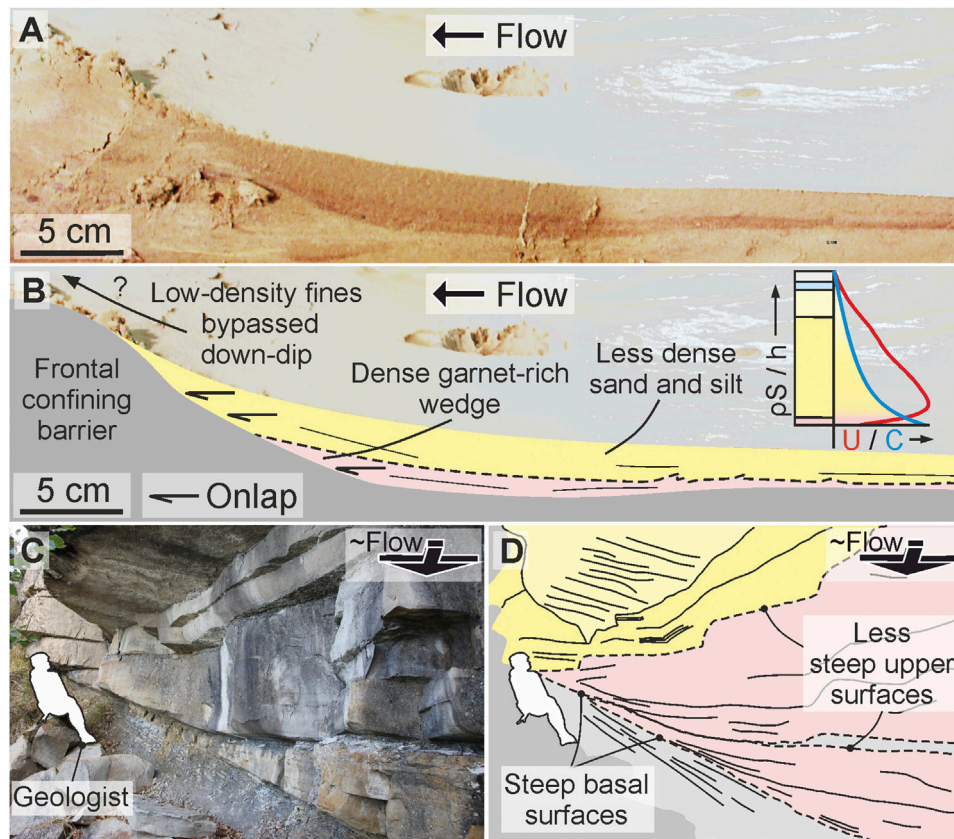 A
Flow
5 cm
B
?
Low-density fines
bypassed
down-dip
Flow
Frontal
confining
barrier
Dense garnet-rich
wedge
Less dense
sand and silt
ρS / h
U / C
5 cm
Onlap
C
~Flow
Geologist
D
~Flow
Less
steep upper
surfaces
Steep basal
surfaces